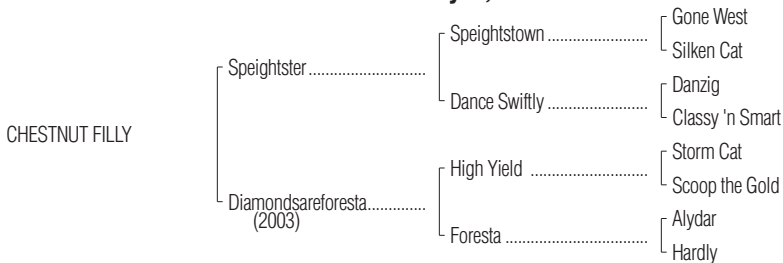 Gone West
Speightstown
Silken Cat
Speightster
Danzig
Dance Swiftly
Classy 'n Smart
CHESTNUT FILLY
Storm Cat
High Yield
Scoop the Gold
Diamondsareforesta
(2003)
Alydar
Foresta
Hardly